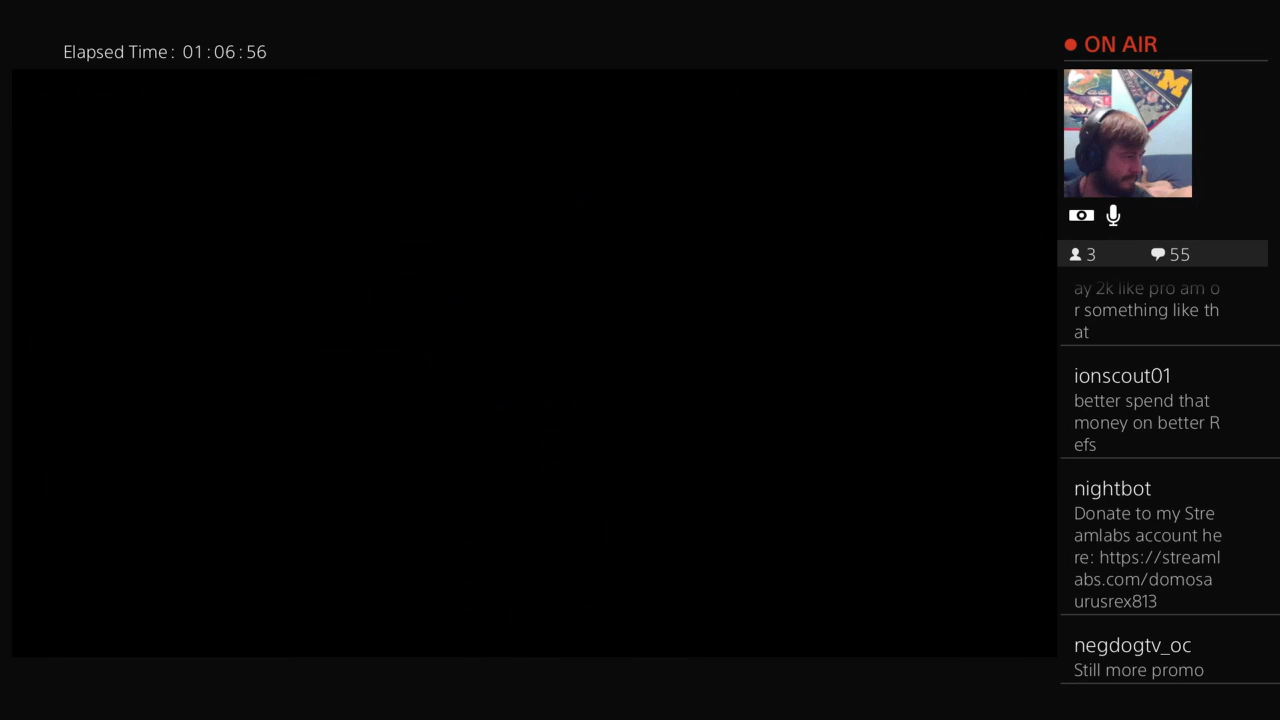 Elapsed Time: 01:06:56
ON AIR
M
3
55
ay 2k like pro am o
r something like th
at
ionscout01
better spend that
money on better R
efs
nightbot
Donate to my Stre
amlabs account he
re: https://streaml
abs.com/domosa
urusrex813
negdogtv_oc
Still more promo